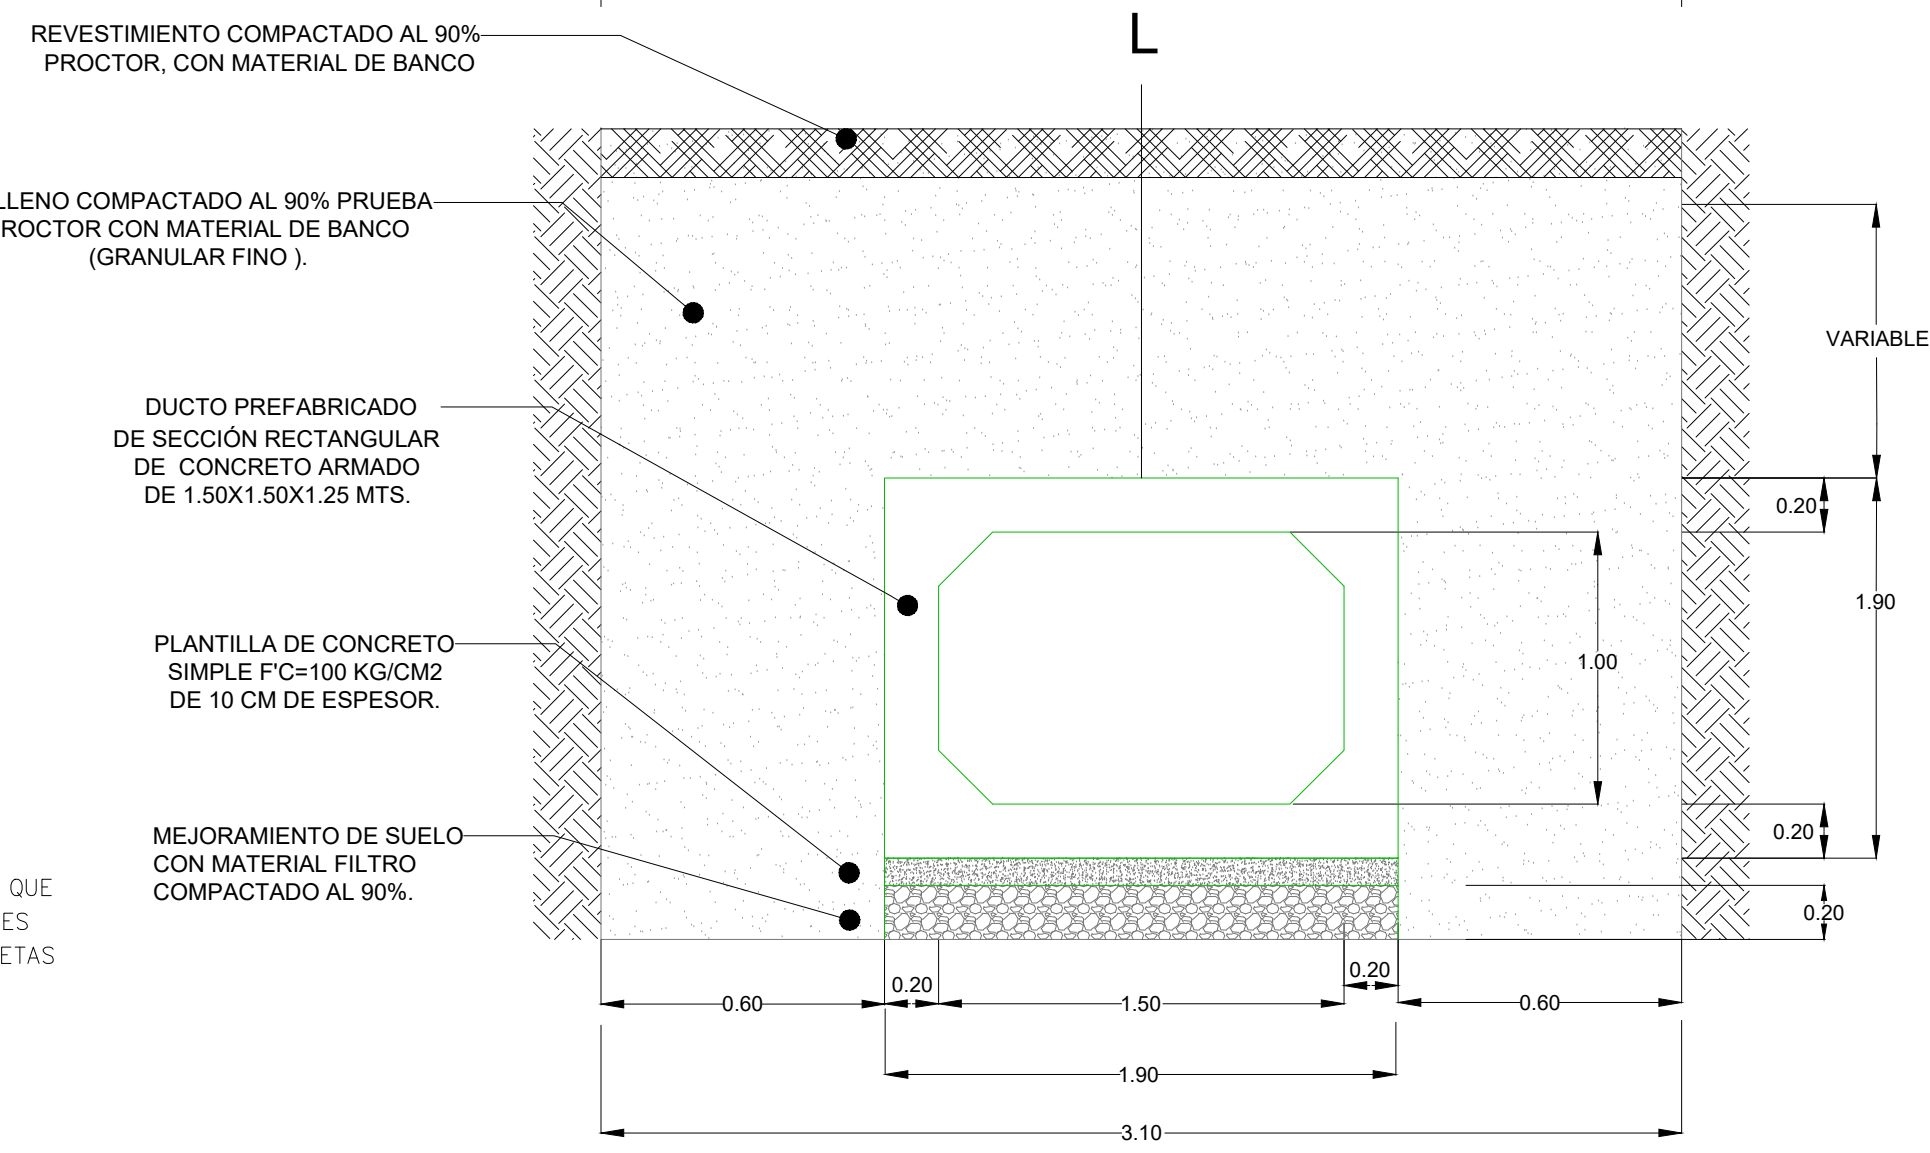 L
REVESTIMIENTO COMPACTADO AL 90%
PROCTOR, CON MATERIAL DE BANCO
LLENO COMPACTADO AL 90% PRUEBA
ROCTOR CON MATERIAL DE BANCO
(GRANULAR FINO ).
DUCTO PREFABRICADO
DE SECCIÓN RECTANGULAR
DE CONCRETO ARMADO
DE 1.50X1.50X1.25 MTS.
PLANTILLA DE CONCRETO
SIMPLE F'C=100 KG/CM2
DE 10 CM DE ESPESOR.
MEJORAMIENTO DE SUELO
CON MATERIAL FILTRO
COMPACTADO AL 90%.
QUE
ES
ETAS
VARIABLE
0.20
1.90
1.00
0.20
0.20
0.60
0.20
1.50
0.20
0.60
1.90
3.10